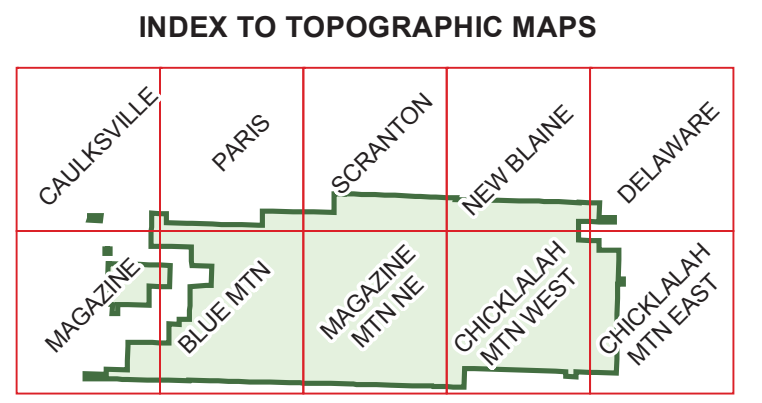 INDEX TO TOPOGRAPHIC MAPS
CAULKSVILLE
PARIS
SCRANTON
NEW BLAINE
DELAWARE
MAGAZINE
BLUE MTN
MAGAZINE
MTN NE
CHICKLALAH
MTN WEST
CHICKLALAH
MTN EAST